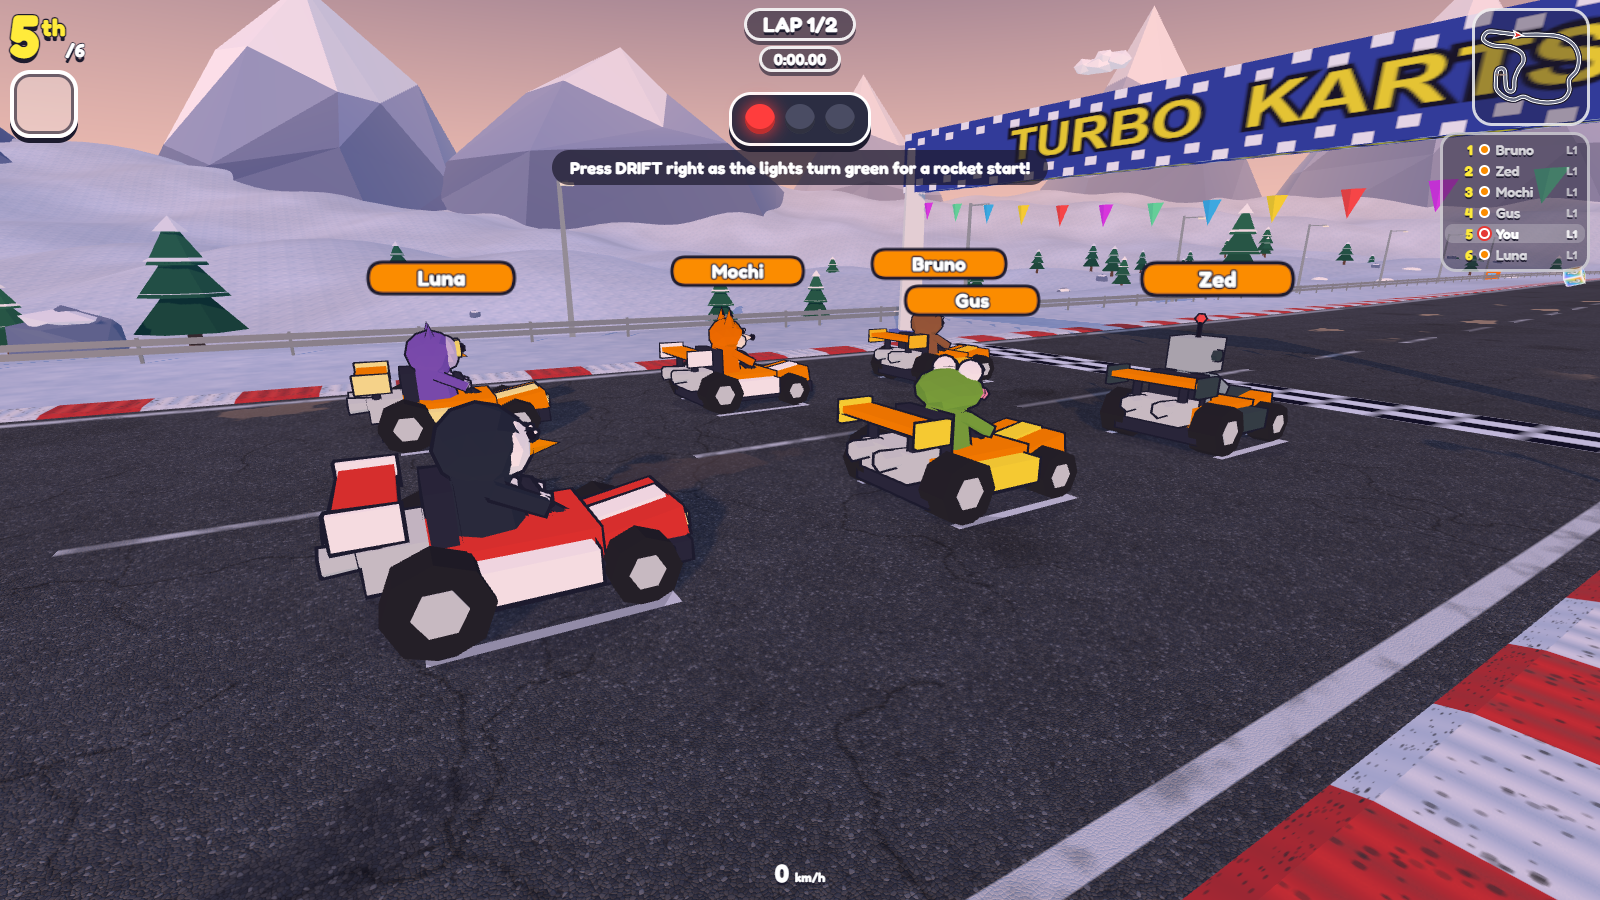 5th/6
LAP 1/2
0:00.00
Press DRIFT right as the lights turn green for a rocket start!
TURBO KARTS
1 Bruno L1
2 Zed L1
3 Mochi L1
4 Gus L1
5 You L1
6 Luna L1
Luna
Mochi
Bruno
Gus
Zed
0 km/h